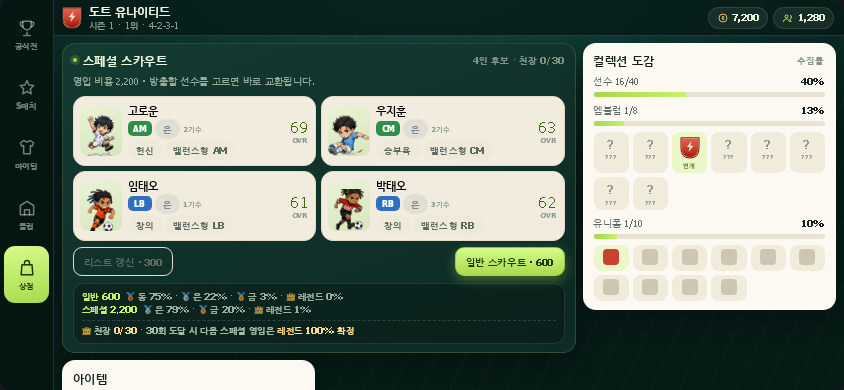 도트 유나이티드
시즌 1 · 1위 · 4-2-3-1
7,200
1,280
공식전
S매치
마이팀
클럽
상점
스페셜 스카우트
4인 후보 · 천장 0/30
영입 비용 2,200 · 방출할 선수를 고르면 바로 교환됩니다.
고로운
AM 은 2기수
69
OVR
헌신 밸런스형 AM
우지훈
CM 은 2기수
63
OVR
승부욕 밸런스형 CM
임태오
LB 은 1기수
61
OVR
창의 밸런스형 LB
박태오
RB 은 3기수
62
OVR
창의 밸런스형 RB
리스트 갱신 · 300
일반 스카우트 · 600
일반 600 동 75% · 은 22% · 금 3% · 레전드 0%
스페셜 2,200 은 79% · 금 20% · 레전드 1%
천장 0/30 · 30회 도달 시 다음 스페셜 영입은 레전드 100% 확정
아이템
컬렉션 도감
수집률
선수 16/40
40%
엠블럼 1/8
13%
? ? ? ? ?
??? ??? 번개 ??? ??? ???
? ?
??? ???
유니폼 1/10
10%